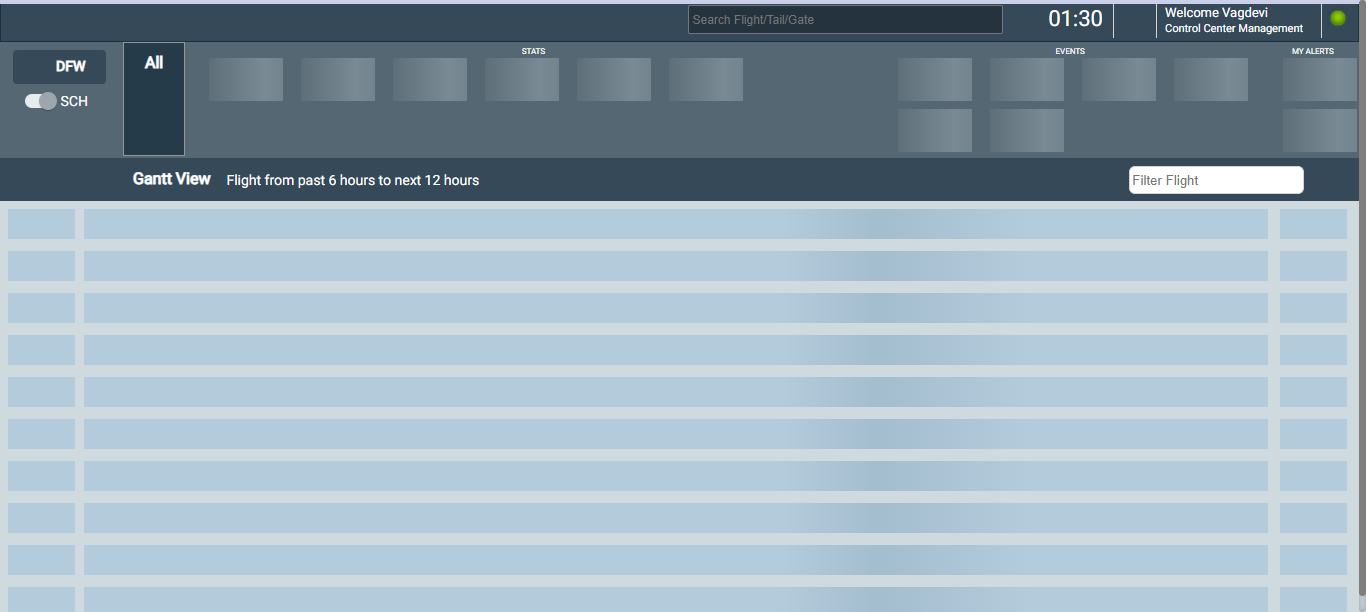 Search Flight/Tail/Gate
01:30
Welcome Vagdevi
Control Center Management
DFW
SCH
All
STATS
EVENTS
MY ALERTS
Gantt View
Flight from past 6 hours to next 12 hours
Filter Flight